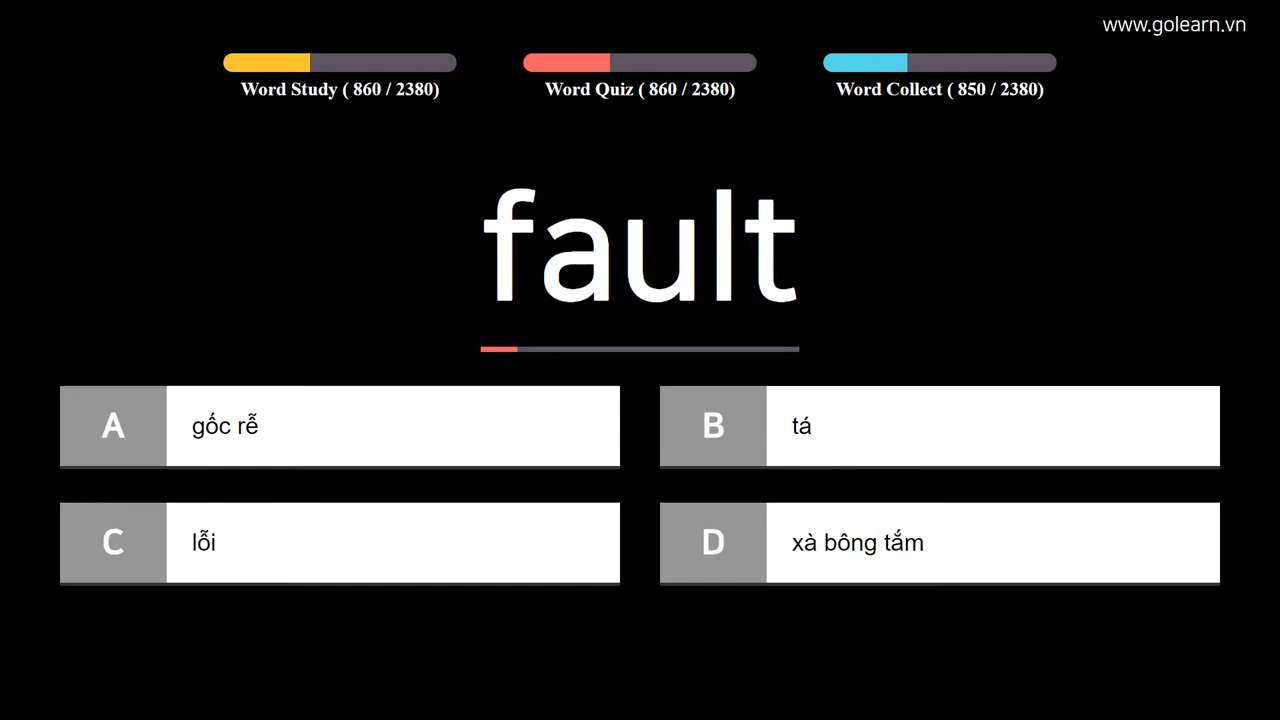 www.golearn.vn
Word Study ( 860 / 2380)
Word Quiz ( 860 / 2380)
Word Collect ( 850 / 2380)
fault
A gốc rễ
B tá
C lỗi
D xà bông tắm